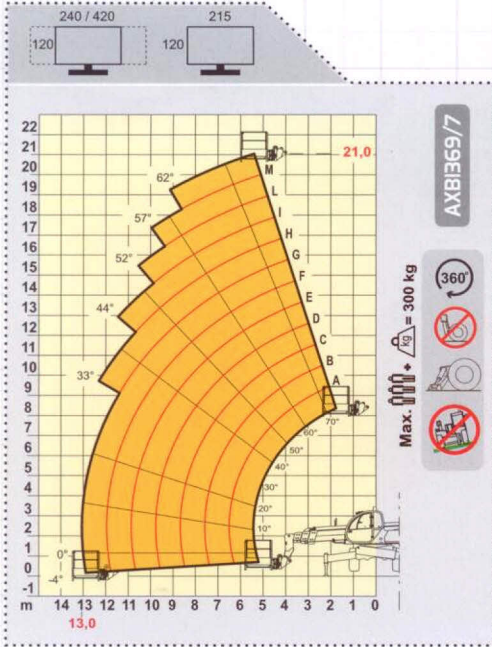 240 / 420
215
120
120
AXBI369/7
22
21
20
19
18
17
16
15
14
13
12
11
10
9
8
7
6
5
4
3
2
1
0
-1
m 14 13 12 11 10 9 8 7 6 5 4 3 2 1 0
13,0
21,0
62°
57°
52°
44°
33°
0°
-4°
M
L
I
H
G
F
E
D
C
B
A
70°
60°
50°
40°
30°
20°
10°
Max. + kg = 300 kg
360°